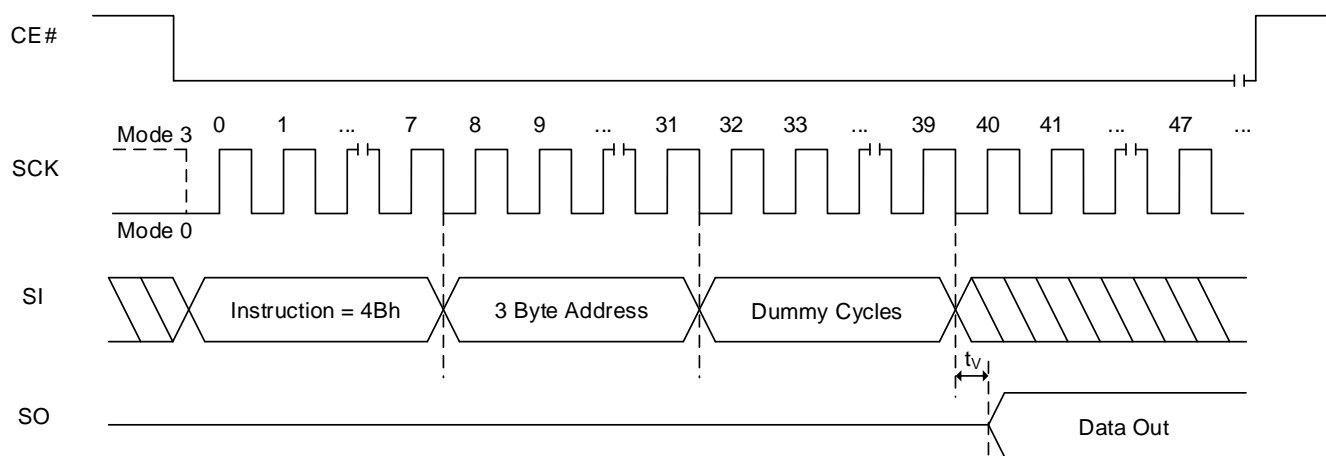 CE#
Mode 3 0 1 ... 7 8 9 ... 31 32 33 ... 39 40 41 ... 47 ...
SCK
Mode 0
SI Instruction = 4Bh 3 Byte Address Dummy Cycles
tV
SO Data Out